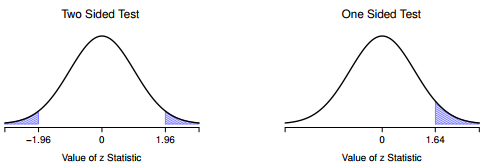 Two Sided Test
−1.96 0 1.96
Value of z Statistic
One Sided Test
0 1.64
Value of z Statistic